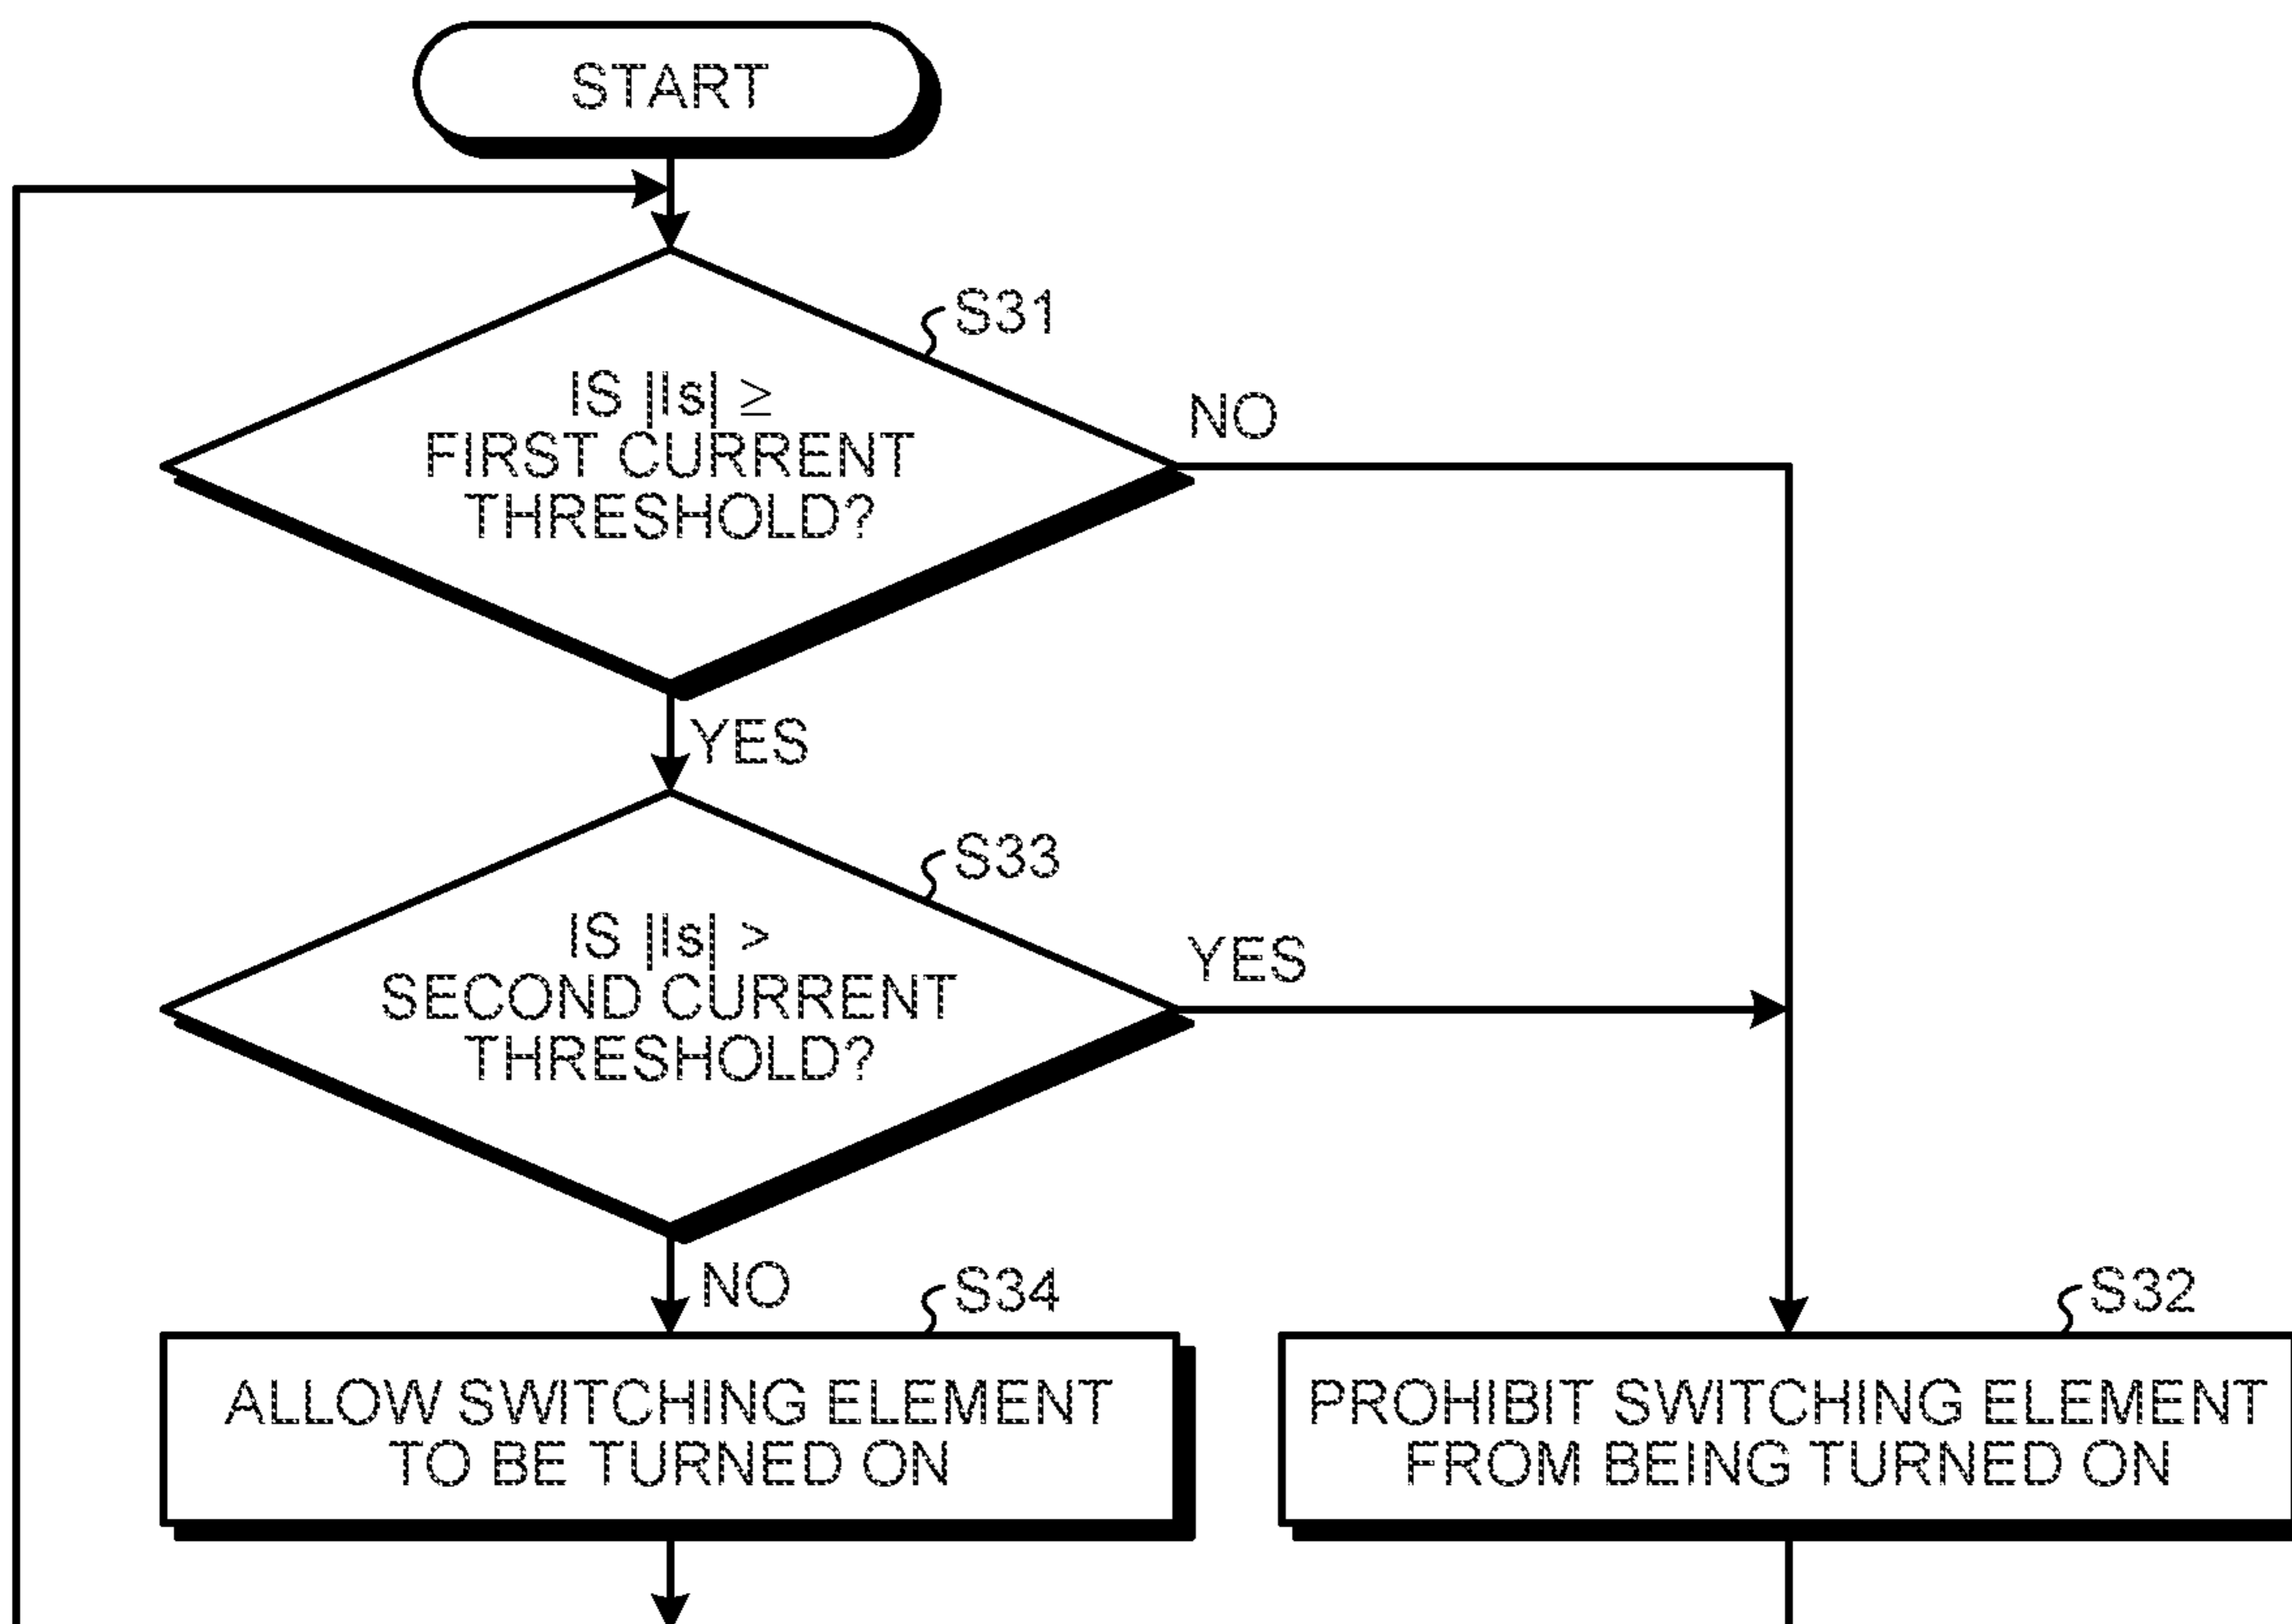 START
S31
IS |Is| ≥
FIRST CURRENT
THRESHOLD?
NO
YES
S33
IS |Is| >
SECOND CURRENT
THRESHOLD?
YES
NO
S34
S32
ALLOW SWITCHING ELEMENT
TO BE TURNED ON
PROHIBIT SWITCHING ELEMENT
FROM BEING TURNED ON